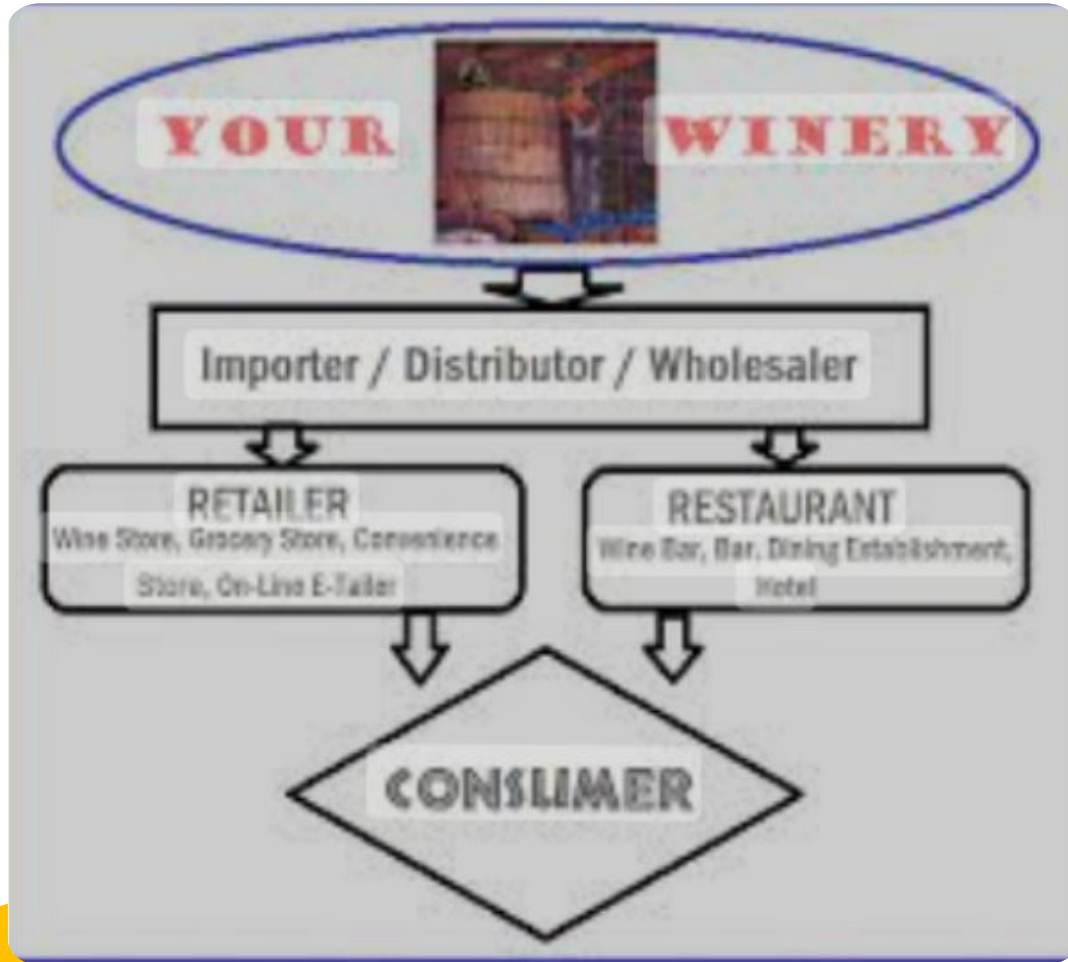 YOUR WINERY
Importer / Distributor / Wholesaler
RETAILER
Wine Store, Grocery Store, Convenience
Store, On-Line E-Tailer
RESTAURANT
Wine Bar, Bar, Dining Establishment,
Hotel
CONSUMER